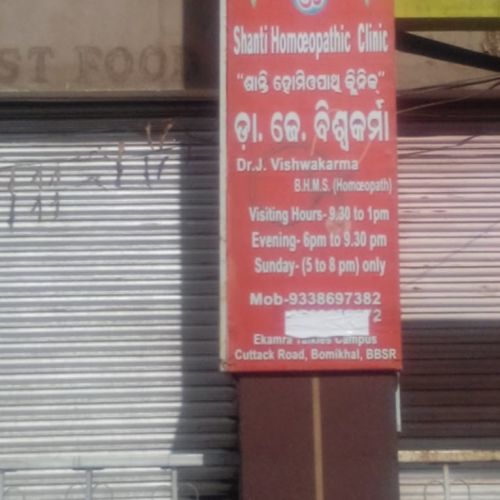 ST FOOD
Shanti Homœopathic Clinic
"ଶାନ୍ତି ହୋମିଓପାଥି କ୍ଲିନିକ୍"
ଡ଼ା. ଜେ. ବିଶ୍ୱକର୍ମା
Dr.J. Vishwakarma
B.H.M.S. (Homœopath)
Visiting Hours- 9.30 to 1pm
Evening- 6pm to 9.30 pm
Sunday- (5 to 8 pm) only
Mob-9338697382
2
Ekamra Talkies Campus
Cuttack Road, Bomikhal, BBSR